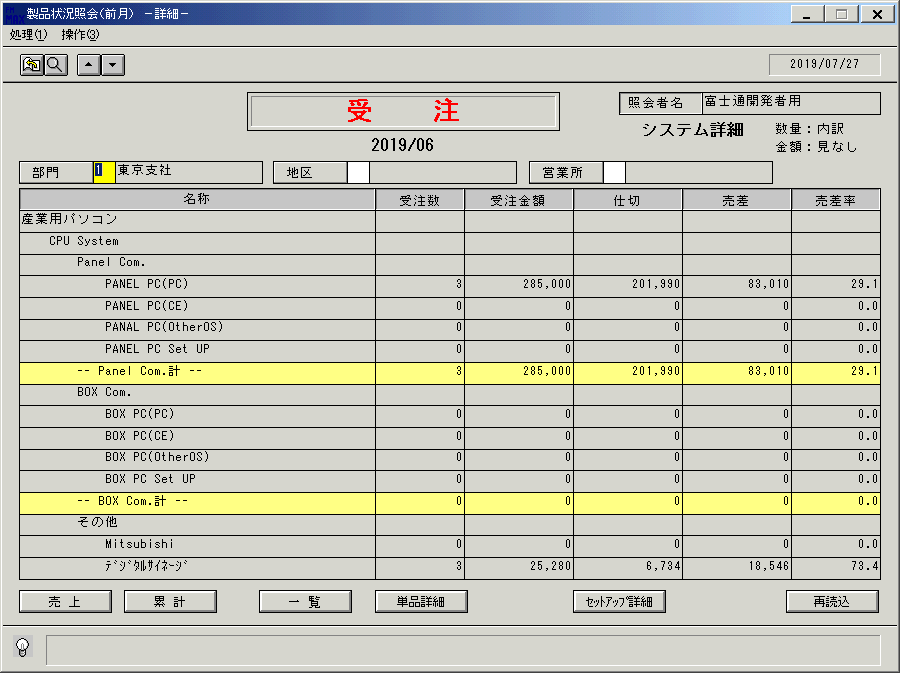 製品状況照会(前月) －詳細－
処理(1) 操作(3)
2019/07/27
受 注
照会者名 富士通開発者用
2019/06
システム詳細
数量：内訳
金額：見なし
部門 1 東京支社 地区 営業所
名称 受注数 受注金額 仕切 売差 売差率
産業用パソコン
CPU System
Panel Com.
PANEL PC(PC) 3 285,000 201,990 83,010 29.1
PANEL PC(CE) 0 0 0 0 0.0
PANAL PC(OtherOS) 0 0 0 0 0.0
PANEL PC Set UP 0 0 0 0 0.0
-- Panel Com.計 -- 3 285,000 201,990 83,010 29.1
BOX Com.
BOX PC(PC) 0 0 0 0 0.0
BOX PC(CE) 0 0 0 0 0.0
BOX PC(OtherOS) 0 0 0 0 0.0
BOX PC Set UP 0 0 0 0 0.0
-- BOX Com.計 -- 0 0 0 0 0.0
その他
Mitsubishi 0 0 0 0 0.0
ﾃﾞｼﾞﾀﾙｻｲﾈｰｼﾞ 3 25,280 6,734 18,546 73.4
売 上 累 計 一 覧 単品詳細 ｾｯﾄｱｯﾌﾟ詳細 再読込